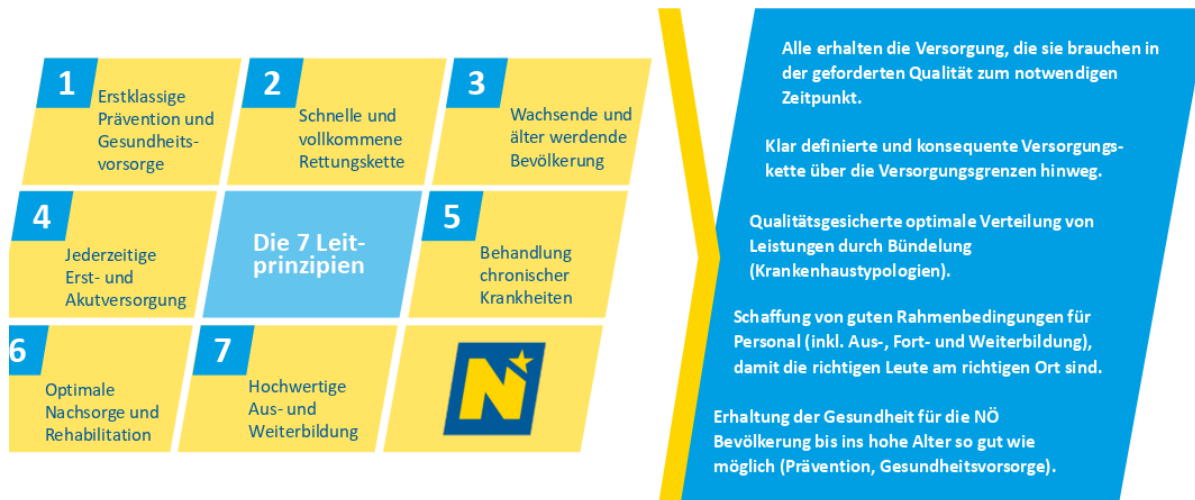 1
Erstklassige
Prävention und
Gesundheits-
vorsorge
2
Schnelle und
vollkommene
Rettungskette
3
Wachsende und
älter werdende
Bevölkerung
4
Jederzeitige
Erst- und
Akutversorgung
Die 7 Leit-
prinzipien
5
Behandlung
chronischer
Krankheiten
6
Optimale
Nachsorge und
Rehabilitation
7
Hochwertige
Aus- und
Weiterbildung
N
Alle erhalten die Versorgung, die sie brauchen in
der geforderten Qualität zum notwendigen
Zeitpunkt.
Klar definierte und konsequente Versorgungs-
kette über die Versorgungsgrenzen hinweg.
Qualitätsgesicherte optimale Verteilung von
Leistungen durch Bündelung
(Krankenhaustypologien).
Schaffung von guten Rahmenbedingungen für
Personal (inkl. Aus-, Fort- und Weiterbildung),
damit die richtigen Leute am richtigen Ort sind.
Erhaltung der Gesundheit für die NÖ
Bevölkerung bis ins hohe Alter so gut wie
möglich (Prävention, Gesundheitsvorsorge).